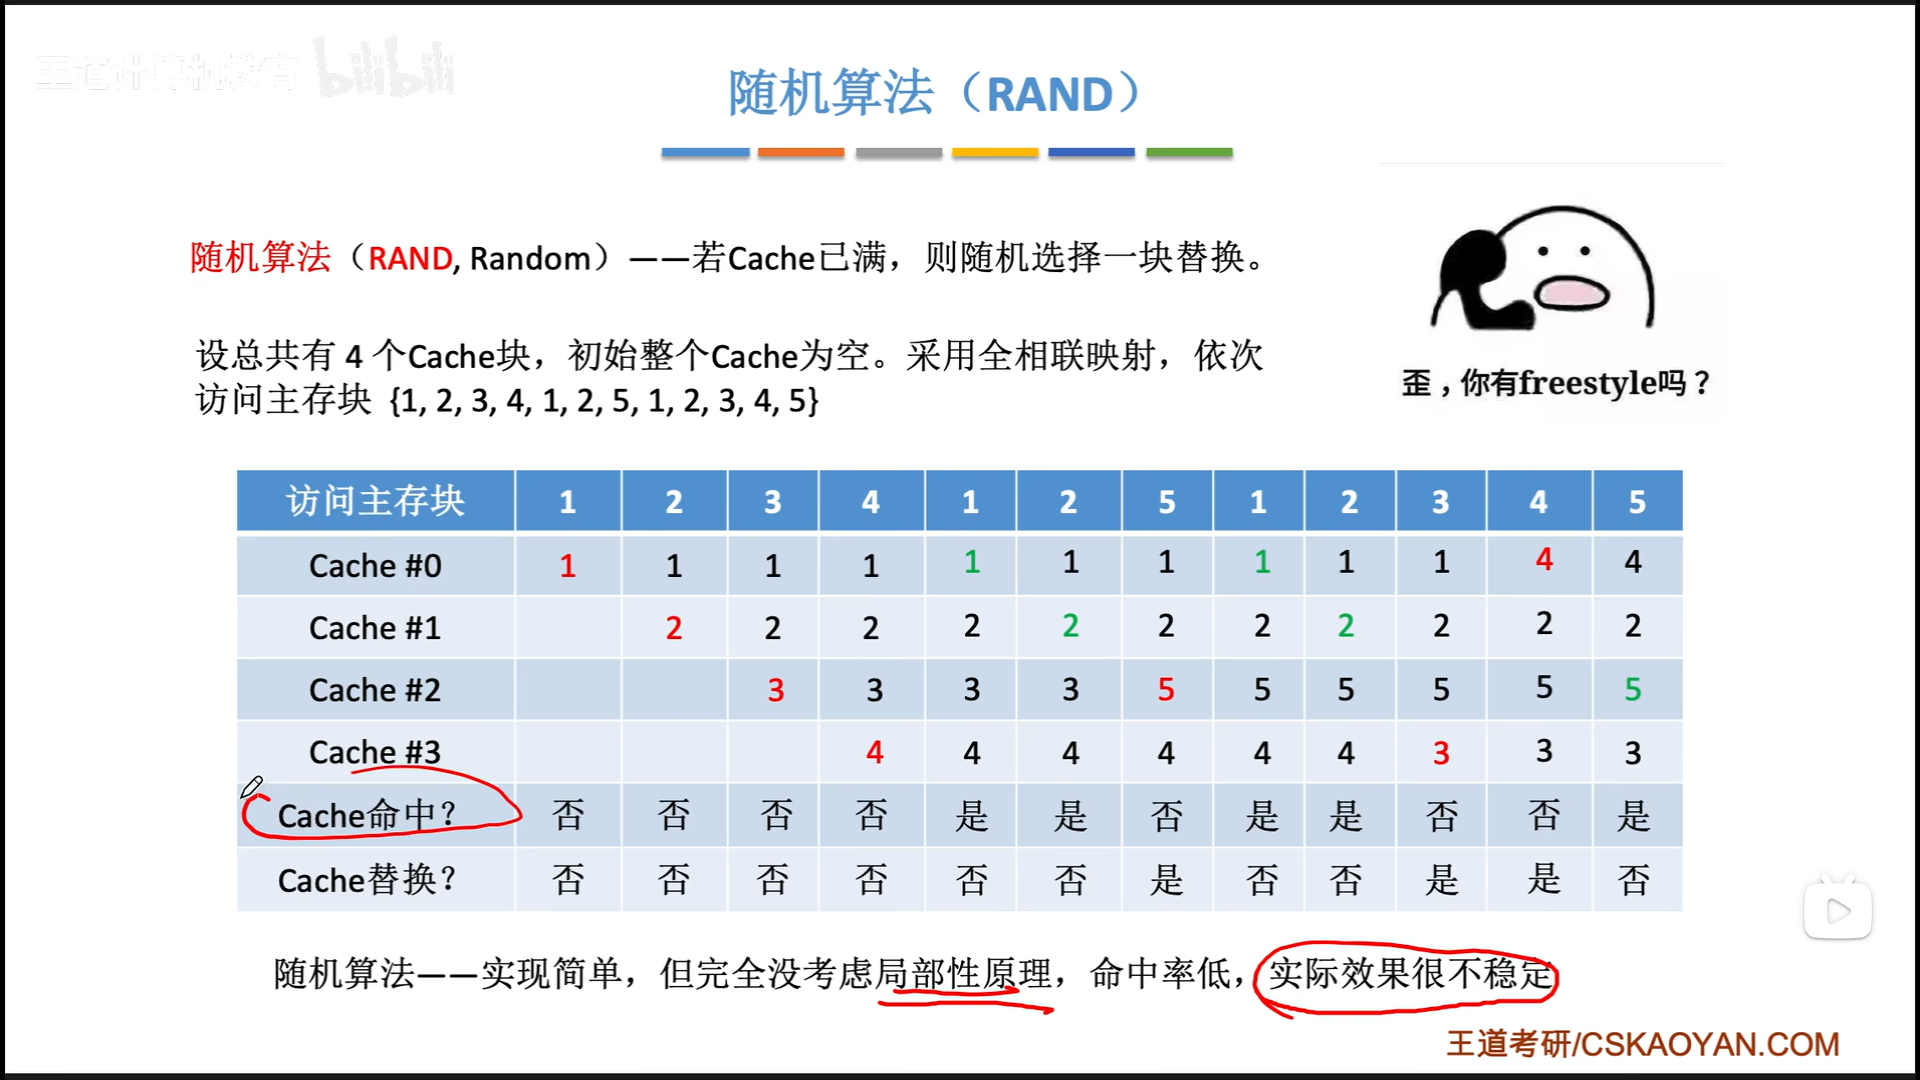 王道计算机教育 bilibili
随机算法（RAND）
随机算法（RAND, Random）——若Cache已满，则随机选择一块替换。
设总共有 4 个Cache块，初始整个Cache为空。采用全相联映射，依次
访问主存块 {1, 2, 3, 4, 1, 2, 5, 1, 2, 3, 4, 5}
歪，你有freestyle吗？
访问主存块 1 2 3 4 1 2 5 1 2 3 4 5
Cache #0 1 1 1 1 1 1 1 1 1 1 4 4
Cache #1 2 2 2 2 2 2 2 2 2 2 2
Cache #2 3 3 3 3 5 5 5 5 5 5
Cache #3 4 4 4 4 4 4 3 3 3
Cache命中？ 否 否 否 否 是 是 否 是 是 否 否 是
Cache替换？ 否 否 否 否 否 否 是 否 否 是 是 否
随机算法——实现简单，但完全没考虑局部性原理，命中率低，实际效果很不稳定
王道考研/CSKAOYAN.COM